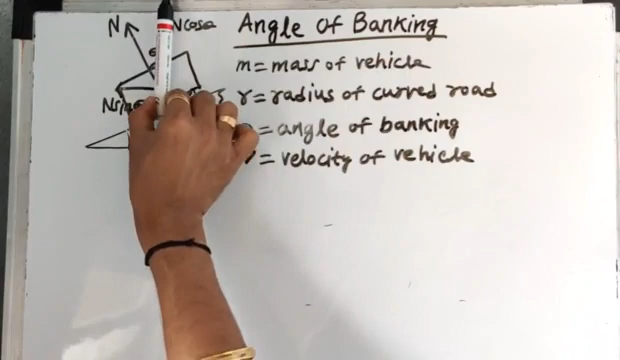 Angle Of Banking
N
Ncosθ
m=mass of vehicle
r=radius of curved road
=angle of banking
=velocity of vehicle